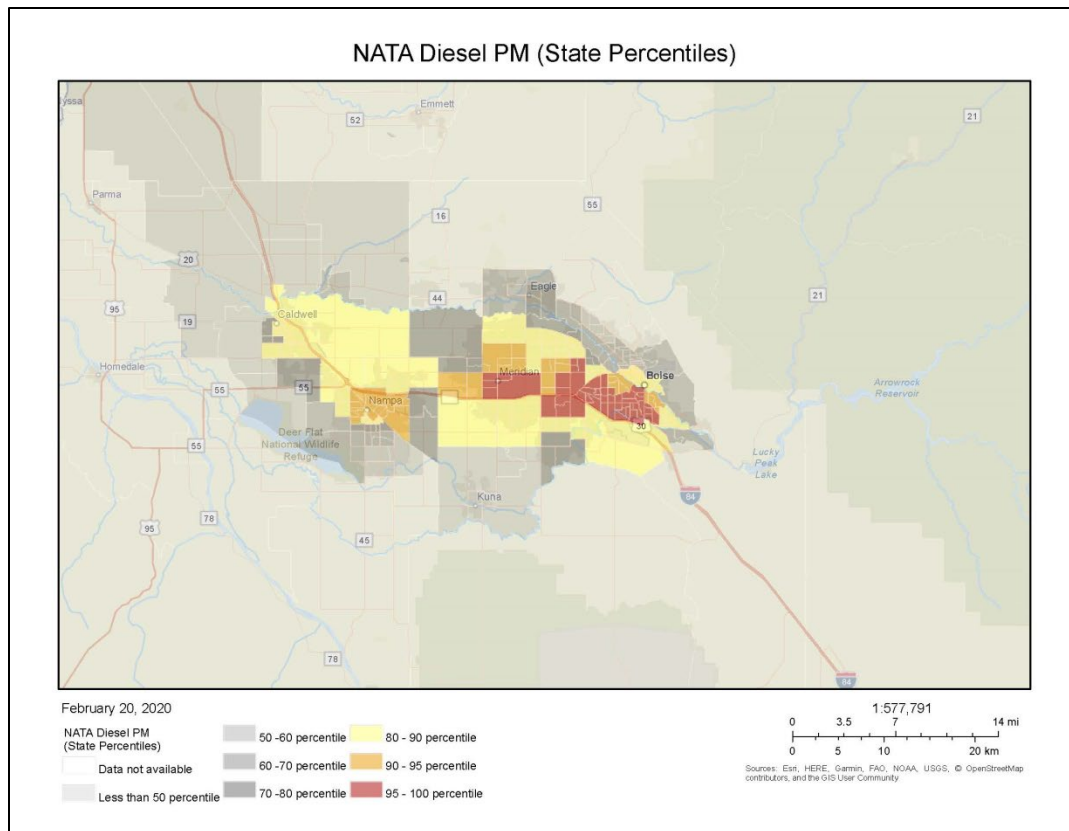 NATA Diesel PM (State Percentiles)
lyssa
Emmett
52
21
Parma
55
16
20
Eagle
44
21
95
19
Caldwell
Homedale
Meridian
Boise
55
55
Nampa
Arrowrock
Reservoir
Deer Flat
National Wildlife
Refuge
30
Lucky
Peak
Lake
Kuna
84
78
95
45
78
84
February 20, 2020
NATA Diesel PM
(State Percentiles)
Data not available
Less than 50 percentile
50 -60 percentile
60 -70 percentile
70 -80 percentile
80 - 90 percentile
90 - 95 percentile
95 - 100 percentile
1:577,791
0 3.5 7 14 mi
0 5 10 20 km
Sources: Esri, HERE, Garmin, FAO, NOAA, USGS, © OpenStreetMap
contributors, and the GIS User Community